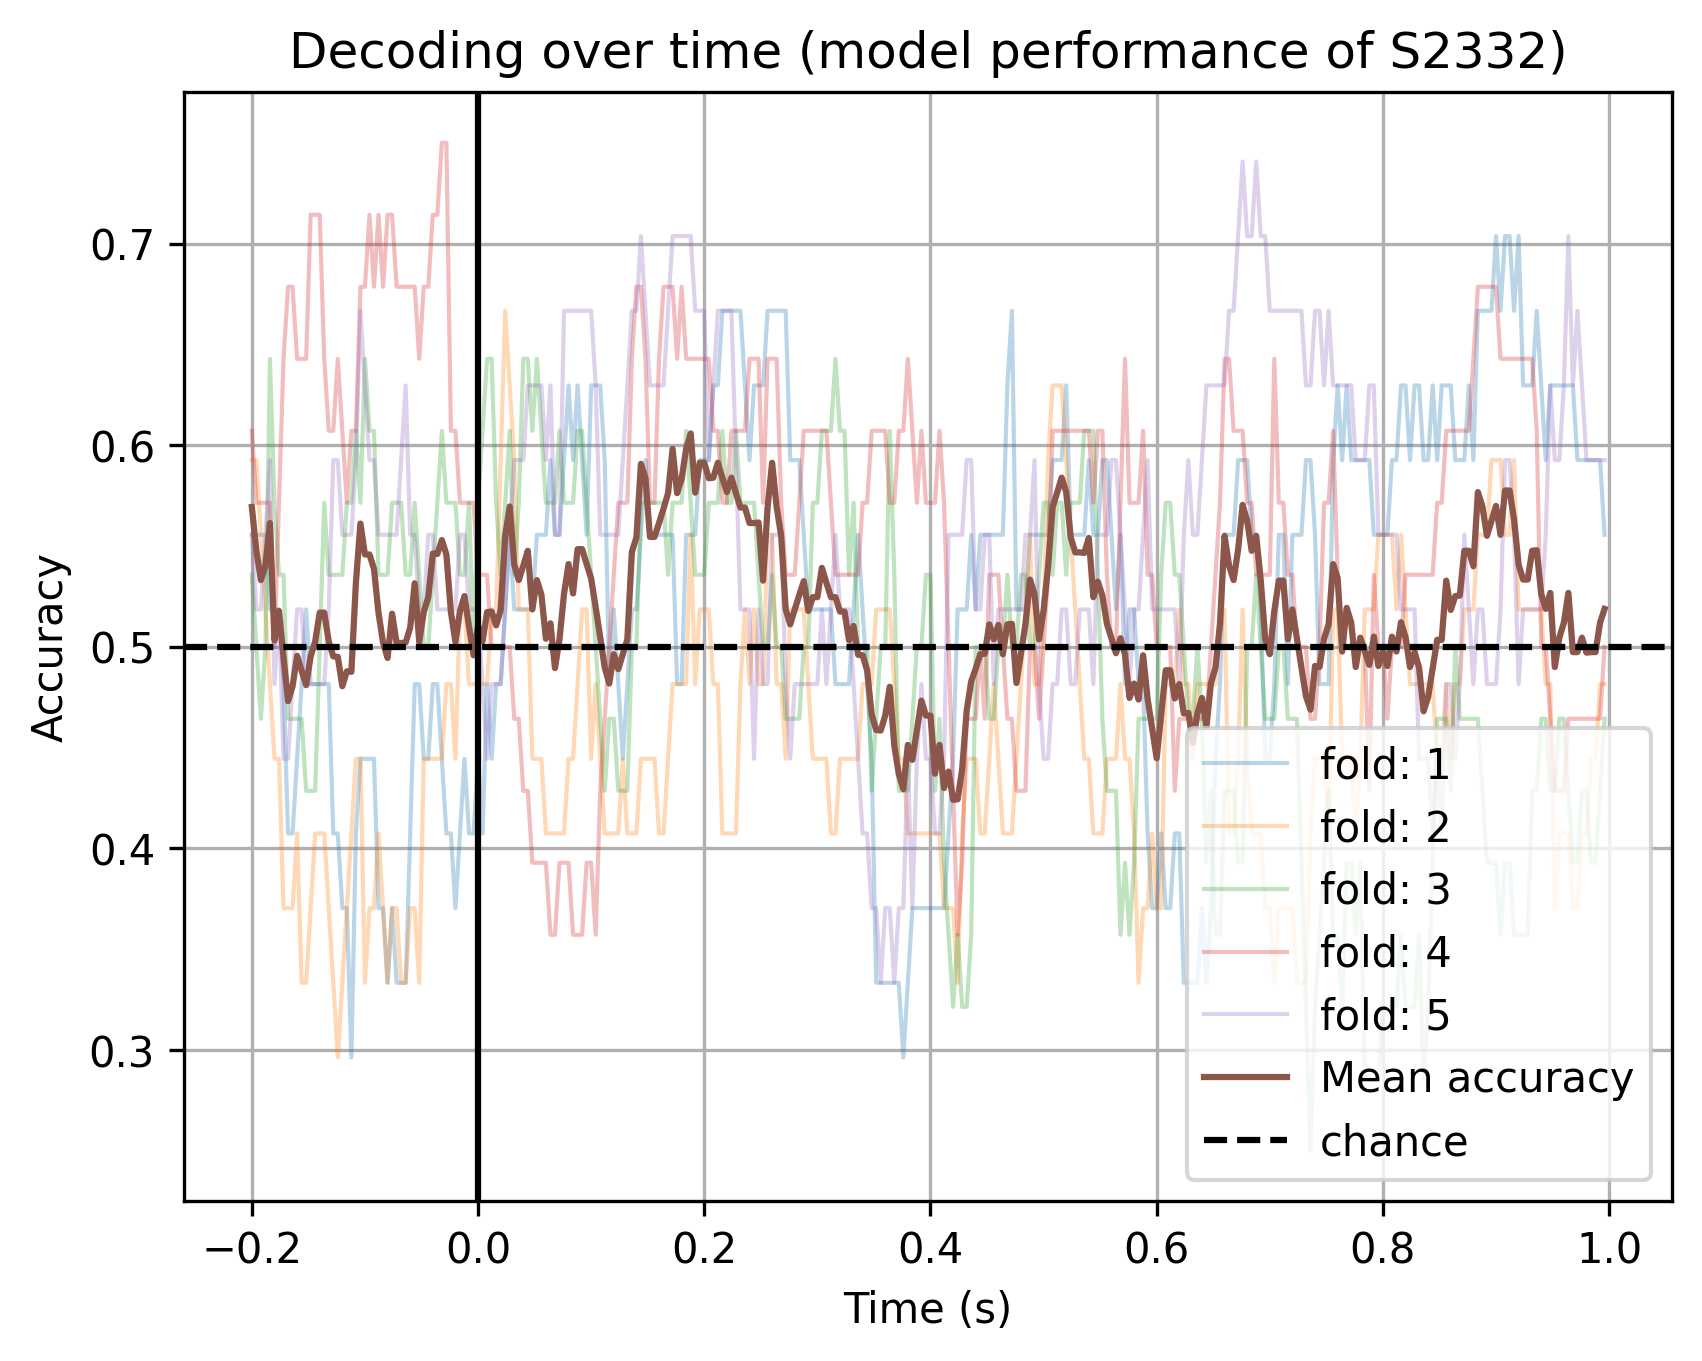 Decoding over time (model performance of S2332)
Accuracy
0.7
0.6
0.5
0.4
0.3
fold: 1
fold: 2
fold: 3
fold: 4
fold: 5
Mean accuracy
chance
−0.2 0.0 0.2 0.4 0.6 0.8 1.0
Time (s)